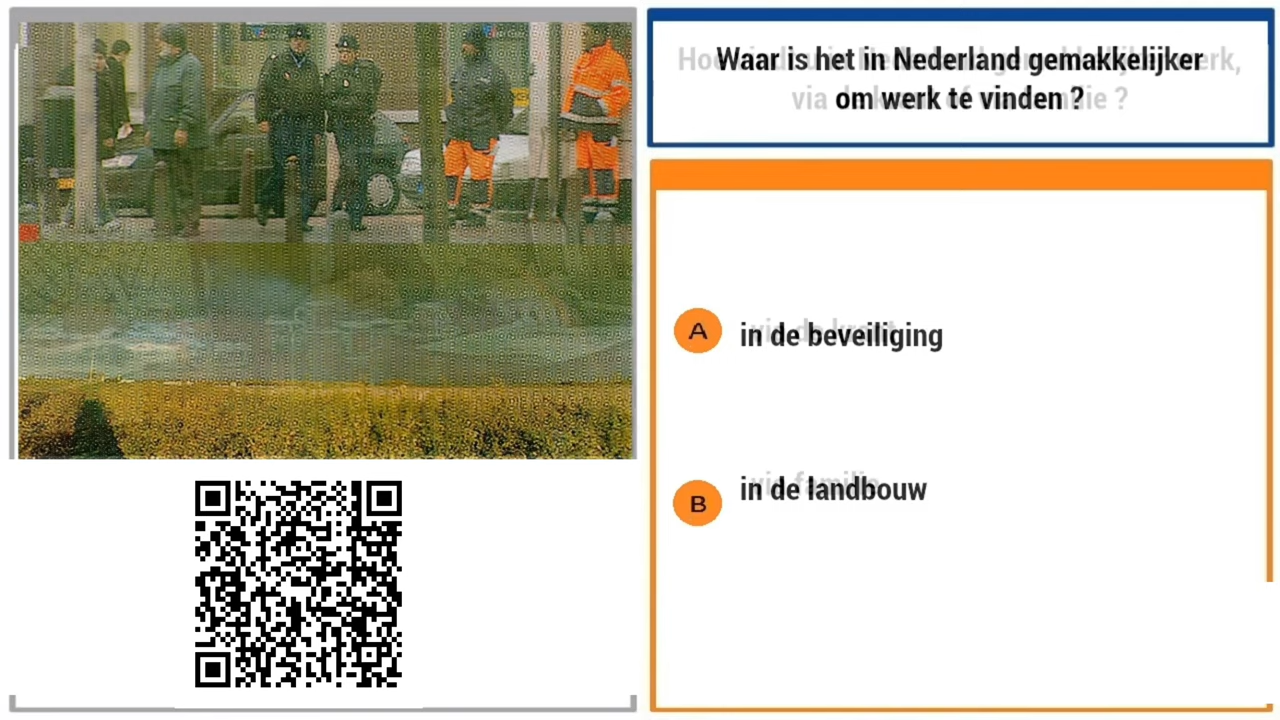 Waar is het in Nederland gemakkelijker
om werk te vinden ?
A in de beveiliging
B in de landbouw